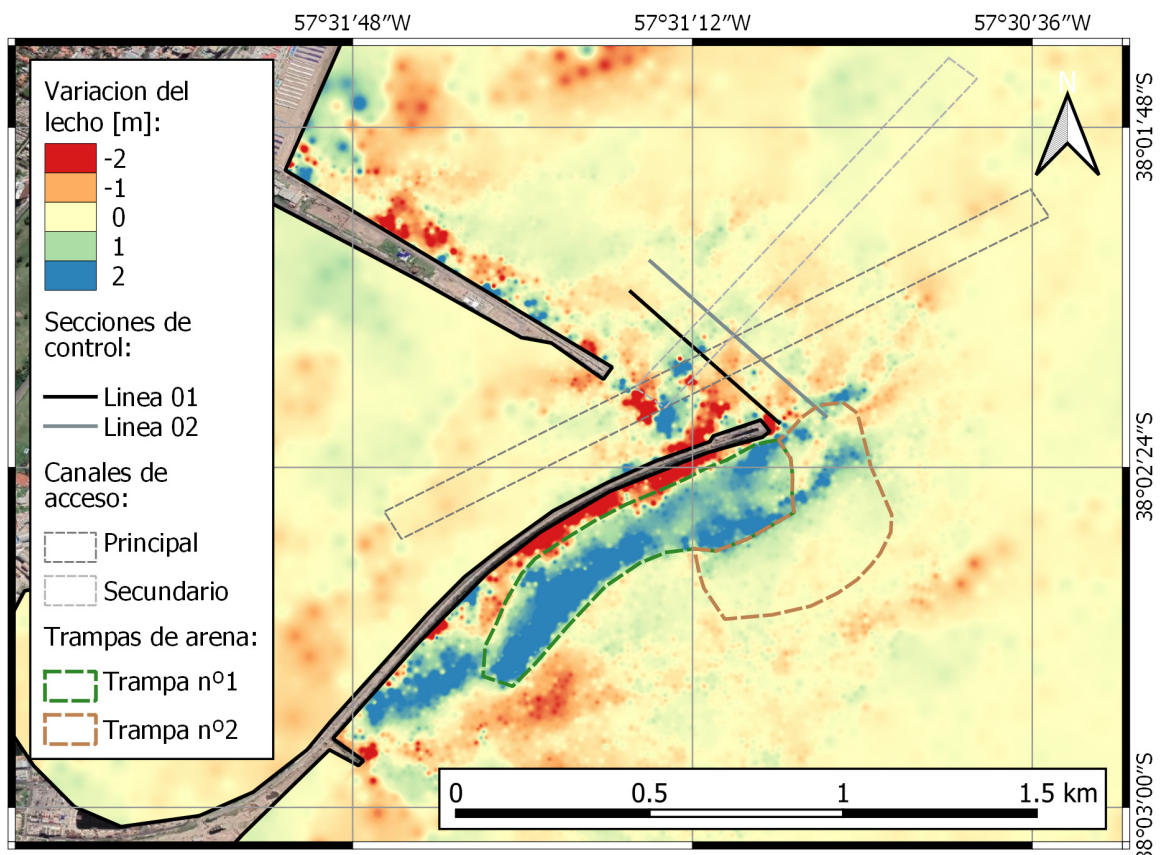 57°31′48″W
57°31′12″W
57°30′36″W
Variacion del
lecho [m]:
-2
-1
0
1
2
Secciones de
control:
Linea 01
Linea 02
Canales de
acceso:
Principal
Secundario
Trampas de arena:
Trampa nº1
Trampa nº2
N
38°01′48″S
38°02′24″S
38°03′00″S
0
0.5
1
1.5 km